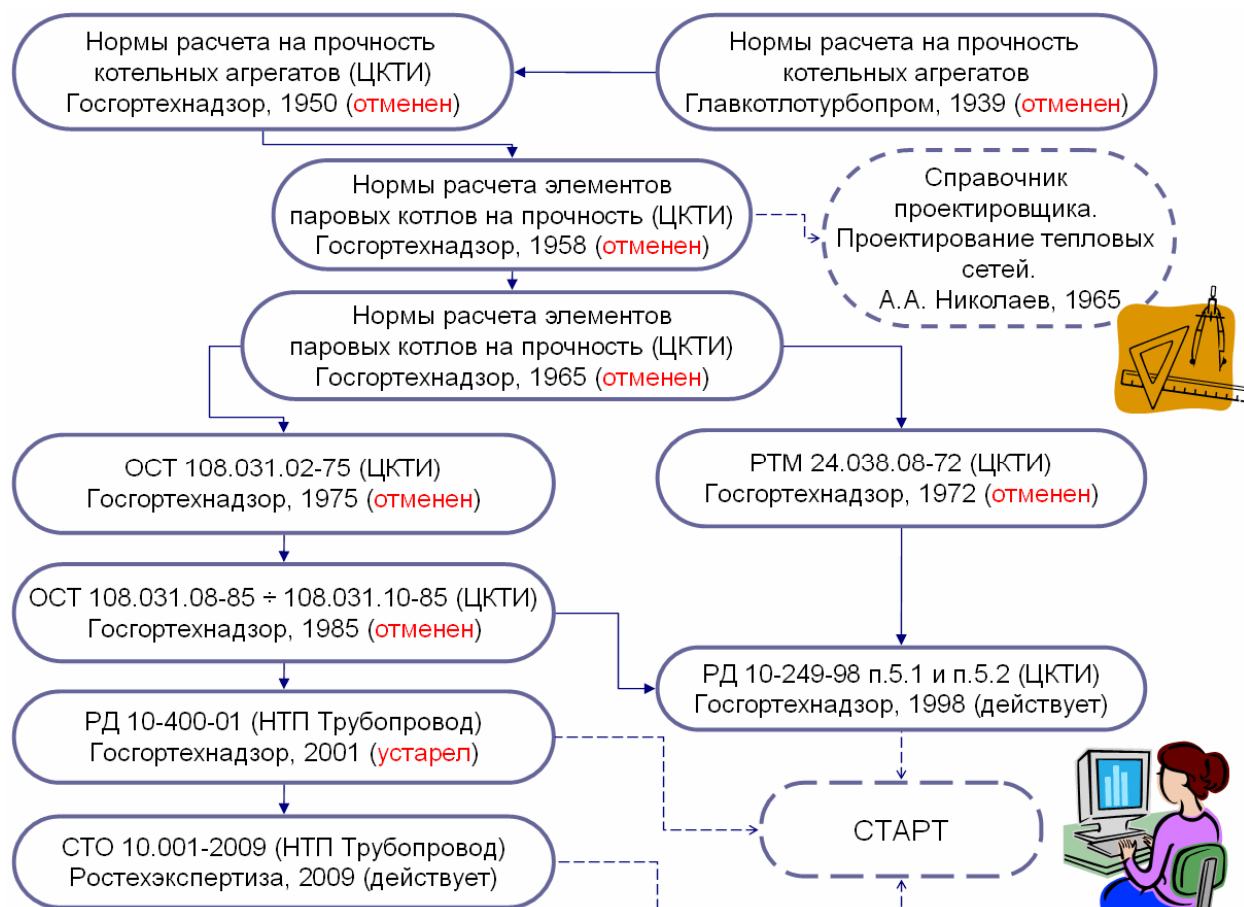 Нормы расчета на прочность
котельных агрегатов (ЦКТИ)
Госгортехнадзор, 1950 (отменен)
Нормы расчета на прочность
котельных агрегатов
Главкотлотурбопром, 1939 (отменен)
Нормы расчета элементов
паровых котлов на прочность (ЦКТИ)
Госгортехнадзор, 1958 (отменен)
Справочник
проектировщика.
Проектирование тепловых
сетей.
А.А. Николаев, 1965
Нормы расчета элементов
паровых котлов на прочность (ЦКТИ)
Госгортехнадзор, 1965 (отменен)
ОСТ 108.031.02-75 (ЦКТИ)
Госгортехнадзор, 1975 (отменен)
РТМ 24.038.08-72 (ЦКТИ)
Госгортехнадзор, 1972 (отменен)
ОСТ 108.031.08-85 ÷ 108.031.10-85 (ЦКТИ)
Госгортехнадзор, 1985 (отменен)
РД 10-249-98 п.5.1 и п.5.2 (ЦКТИ)
Госгортехнадзор, 1998 (действует)
РД 10-400-01 (НТП Трубопровод)
Госгортехнадзор, 2001 (устарел)
СТАРТ
СТО 10.001-2009 (НТП Трубопровод)
Ростехэкспертиза, 2009 (действует)